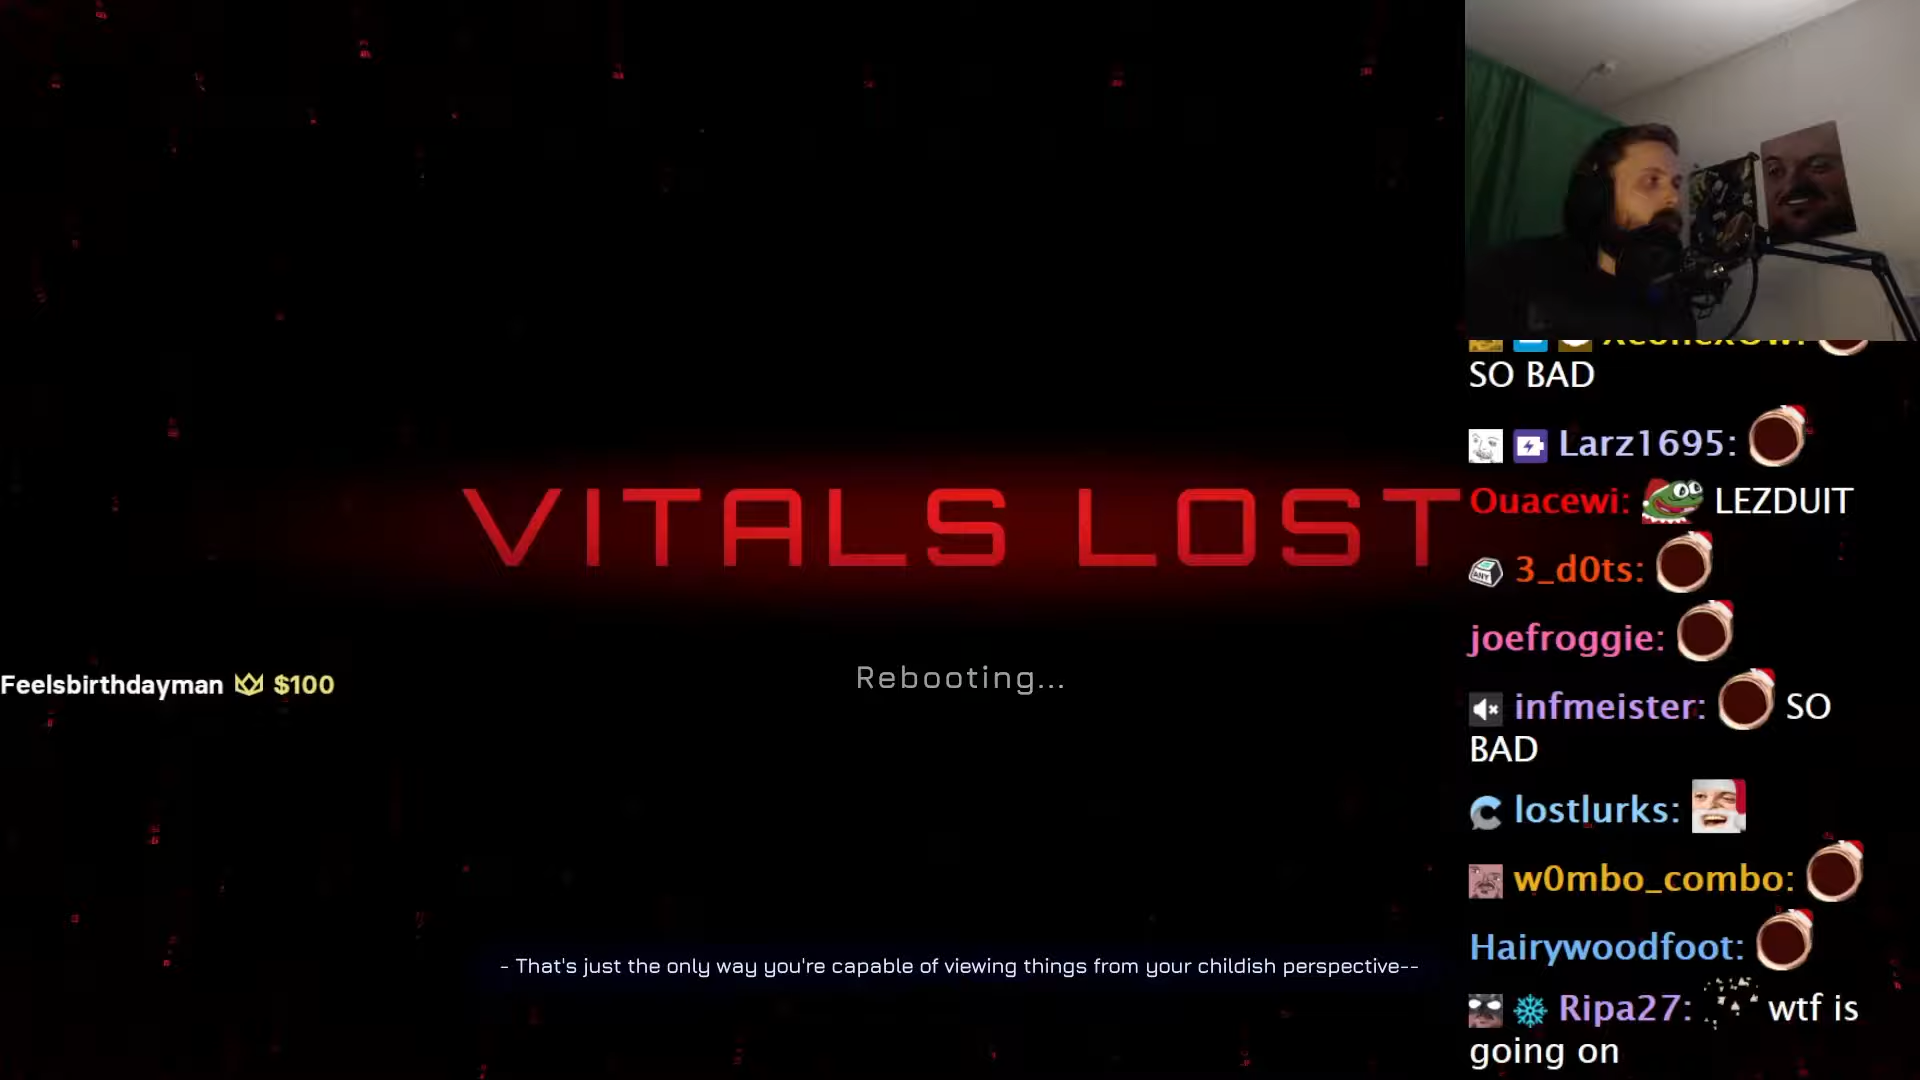 SO BAD
Larz1695:
Ouacewi: LEZDUIT
3_d0ts:
joefroggie:
infmeister: SO
BAD
lostlurks:
w0mbo_combo:
Hairywoodfoot:
Ripa27: wtf is
going on
VITALS LOST
Rebooting...
Feelsbirthdayman $100
- That's just the only way you're capable of viewing things from your childish perspective--